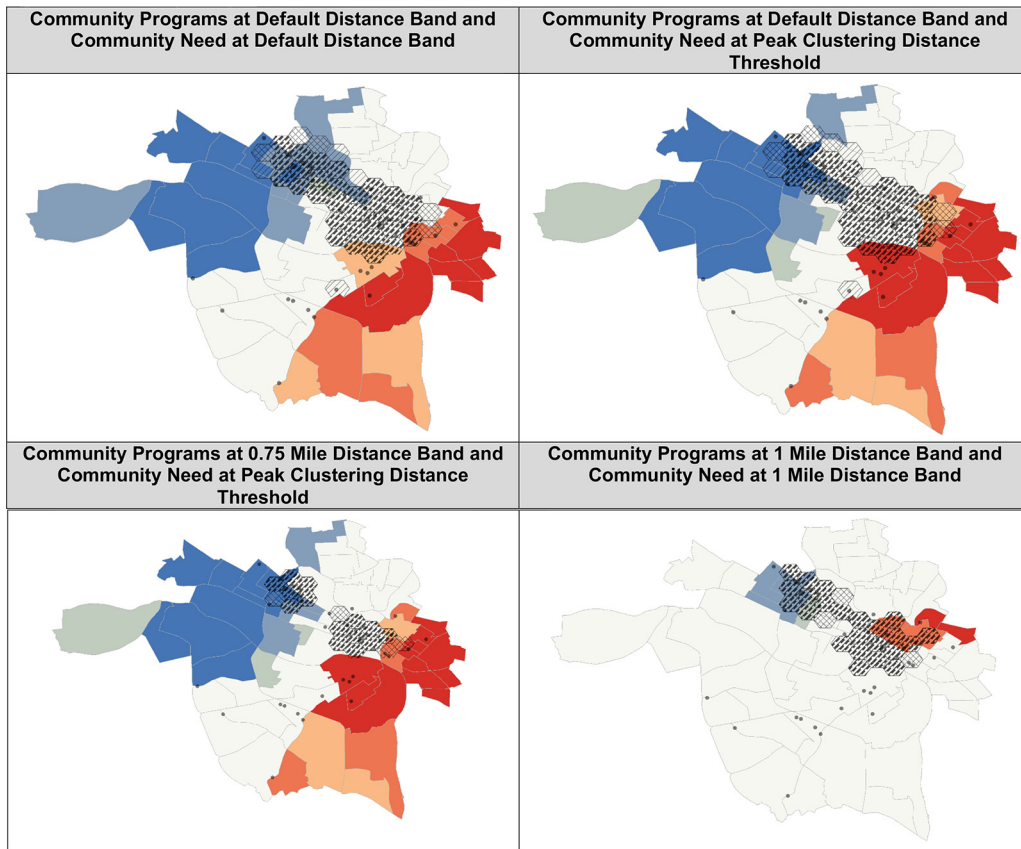 Community Programs at Default Distance Band and
Community Need at Default Distance Band
Community Programs at Default Distance Band and
Community Need at Peak Clustering Distance
Threshold
Community Programs at 0.75 Mile Distance Band and
Community Need at Peak Clustering Distance
Threshold
Community Programs at 1 Mile Distance Band and
Community Need at 1 Mile Distance Band